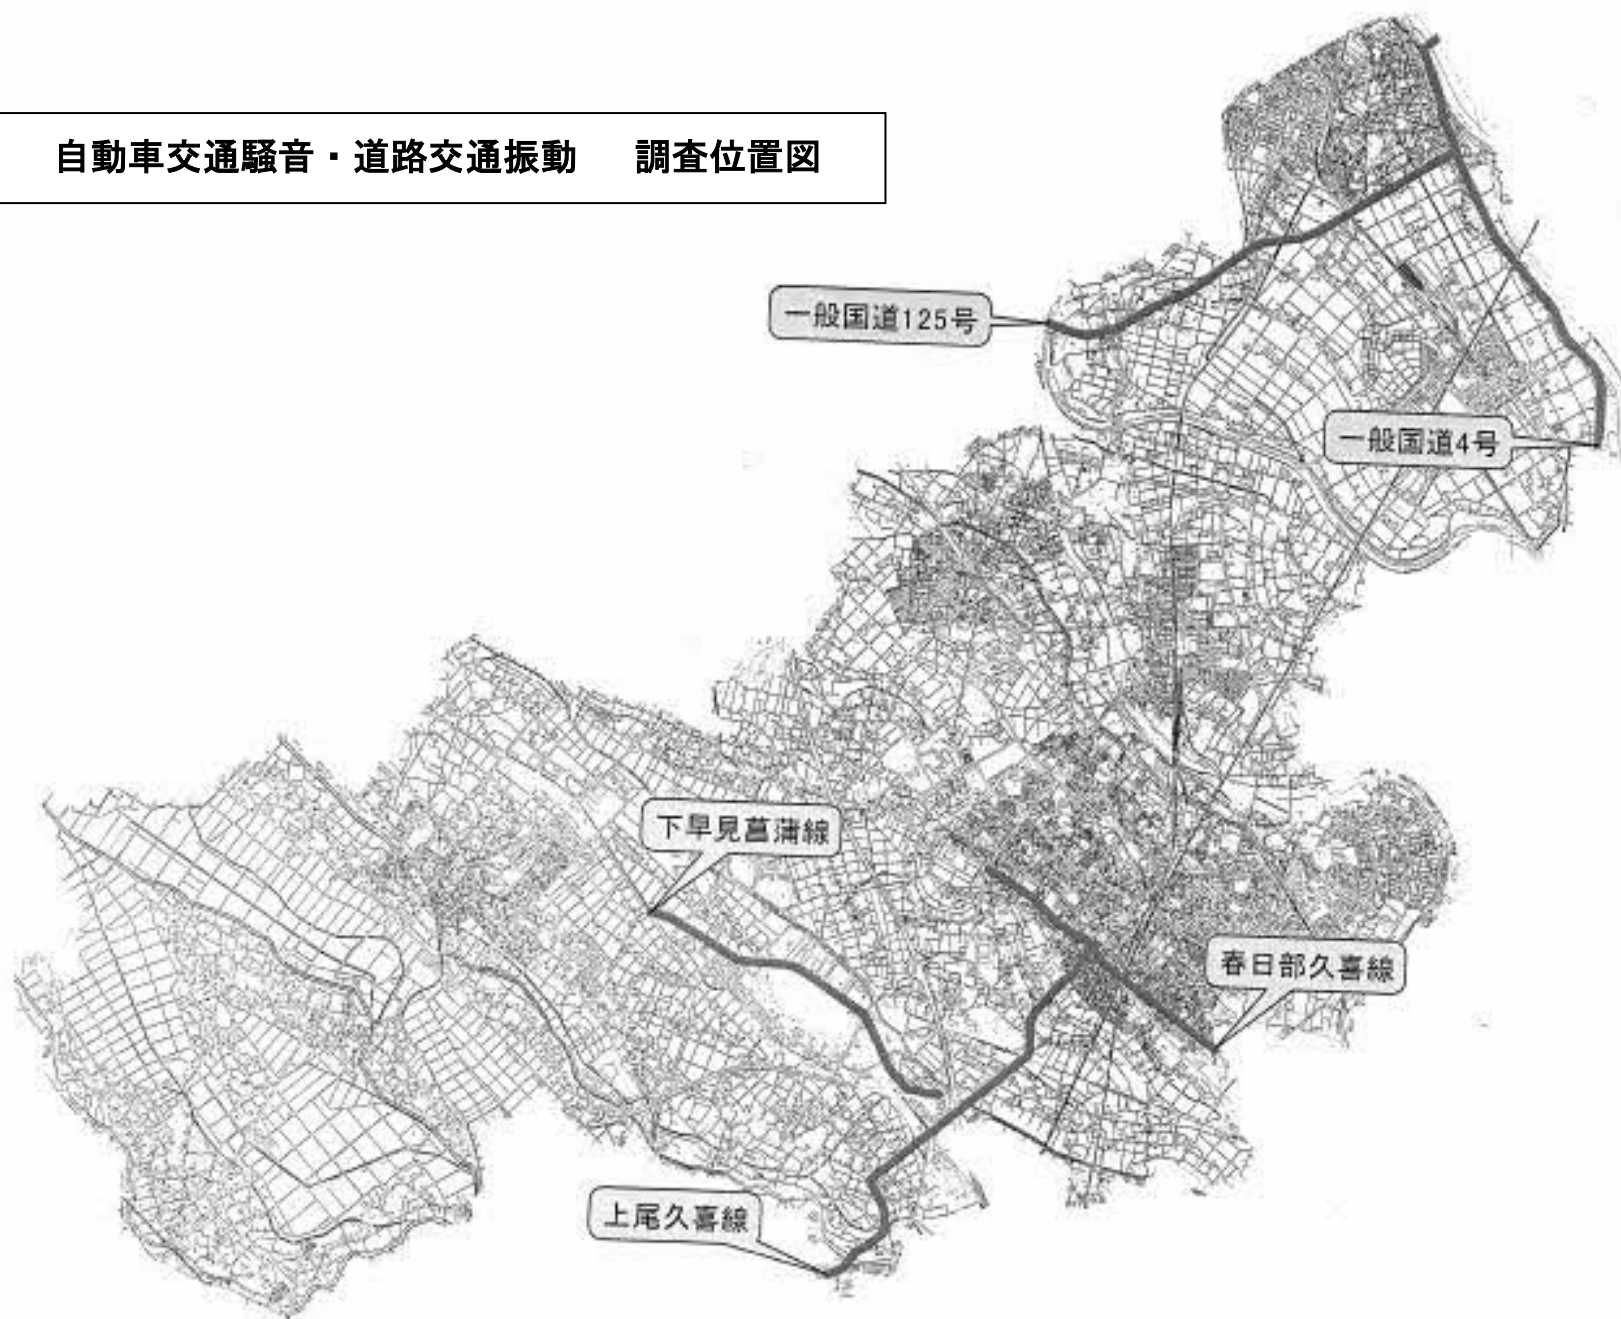 自動車交通騒音・道路交通振動　調査位置図
一般国道125号
一般国道4号
下早見菖蒲線
春日部久喜線
上尾久喜線